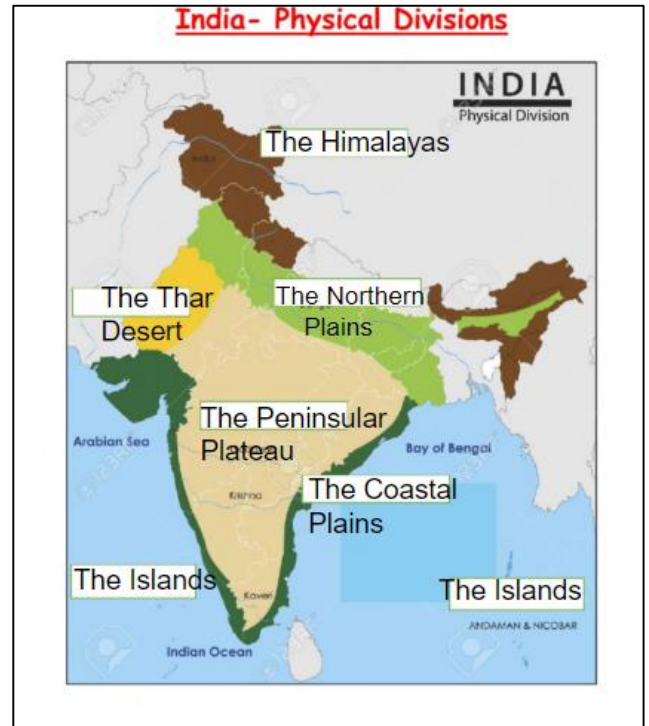 India- Physical Divisions
INDIA
Physical Division
The Himalayas
The Thar
Desert
The Northern
Plains
The Peninsular
Plateau
Arabian Sea
Bay of Bengal
Krishna
The Coastal
Plains
The Islands
Kaveri
The Islands
ANDAMAN & NICOBAR
Indian Ocean